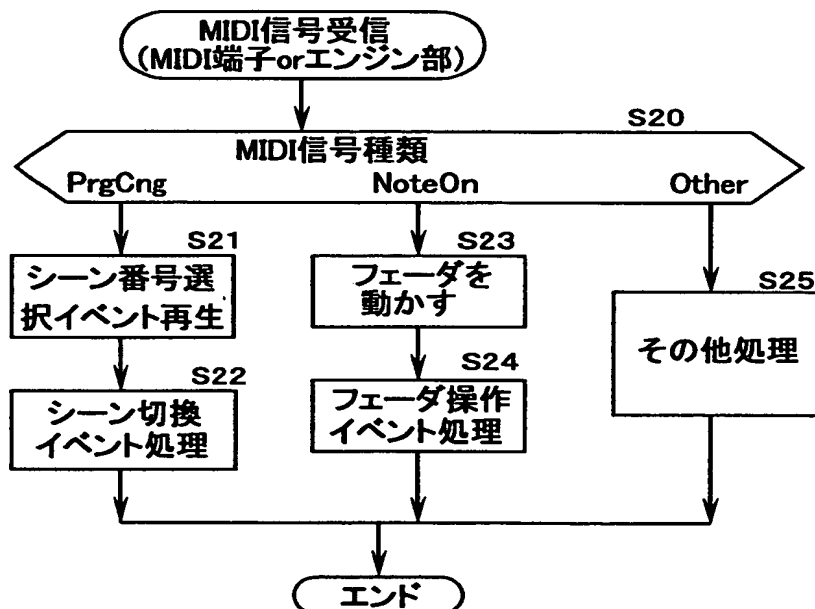 MIDI信号受信
(MIDI端子orエンジン部)
S20
MIDI信号種類
PrgCng
NoteOn
Other
S21
シーン番号選
択イベント再生
S22
シーン切換
イベント処理
S23
フェーダを
動かす
S24
フェーダ操作
イベント処理
S25
その他処理
エンド